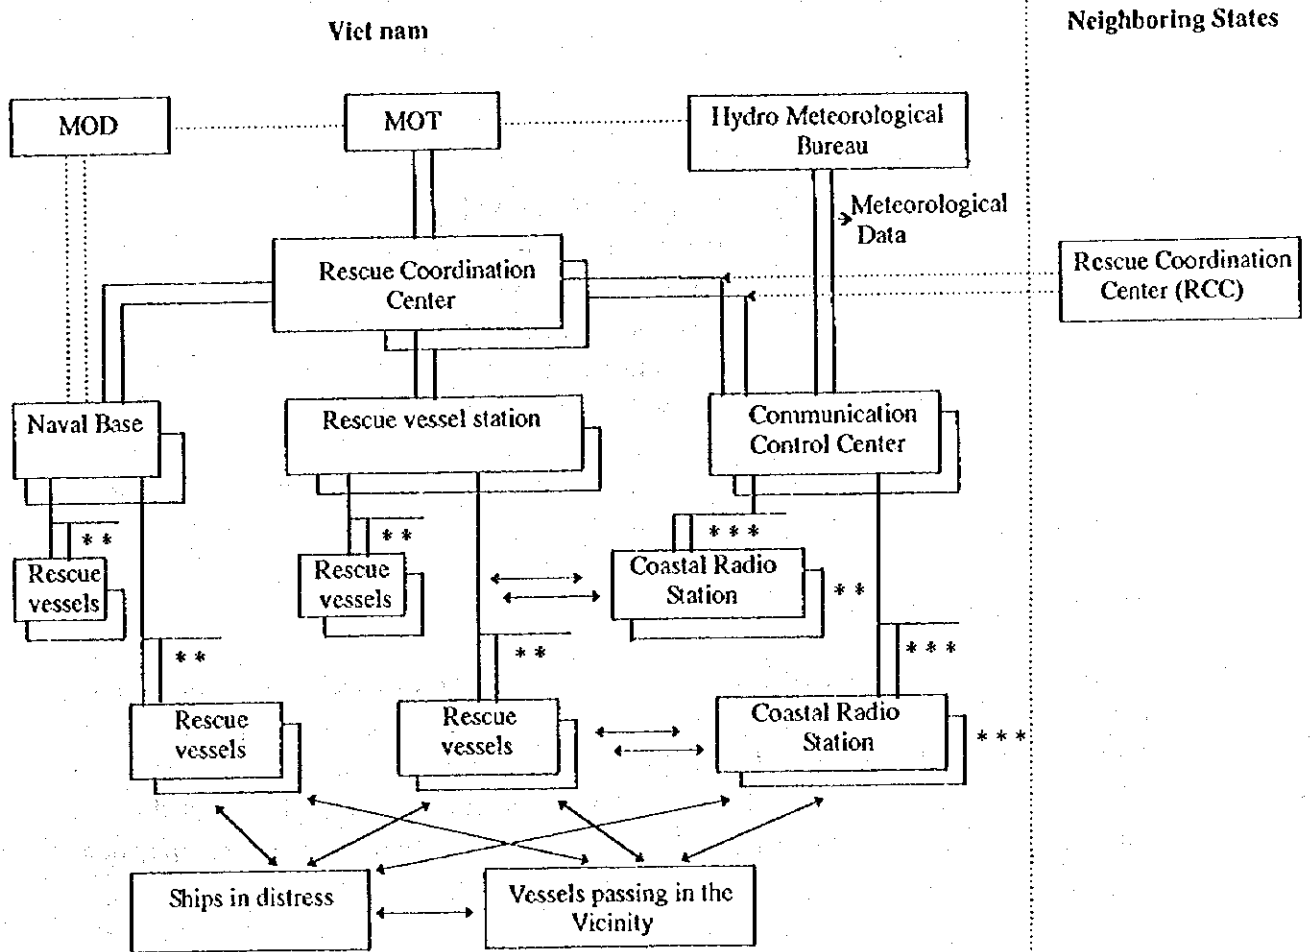 Viet nam
Neighboring States
MOD
MOT
Hydro Meteorological
Bureau
Meteorological
Data
Rescue Coordination
Center
Rescue Coordination
Center (RCC)
Naval Base
Rescue vessel station
Communication
Control Center
* *
* *
* * *
Rescue
vessels
Rescue
vessels
Coastal Radio
Station
* *
* *
* *
* * *
Rescue
vessels
Rescue
vessels
Coastal Radio
Station
* * *
Ships in distress
Vessels passing in the
Vicinity